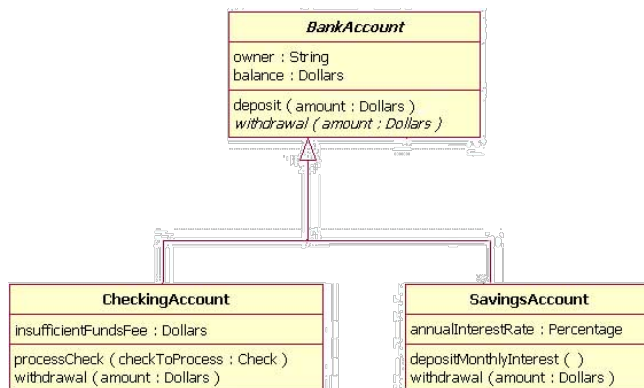 BankAccount
owner : String
balance : Dollars
deposit ( amount : Dollars )
withdrawal ( amount : Dollars )
CheckingAccount
insufficientFundsFee : Dollars
processCheck ( checkToProcess : Check )
withdrawal ( amount : Dollars )
SavingsAccount
annualInterestRate : Percentage
depositMonthlyInterest ( )
withdrawal ( amount : Dollars )